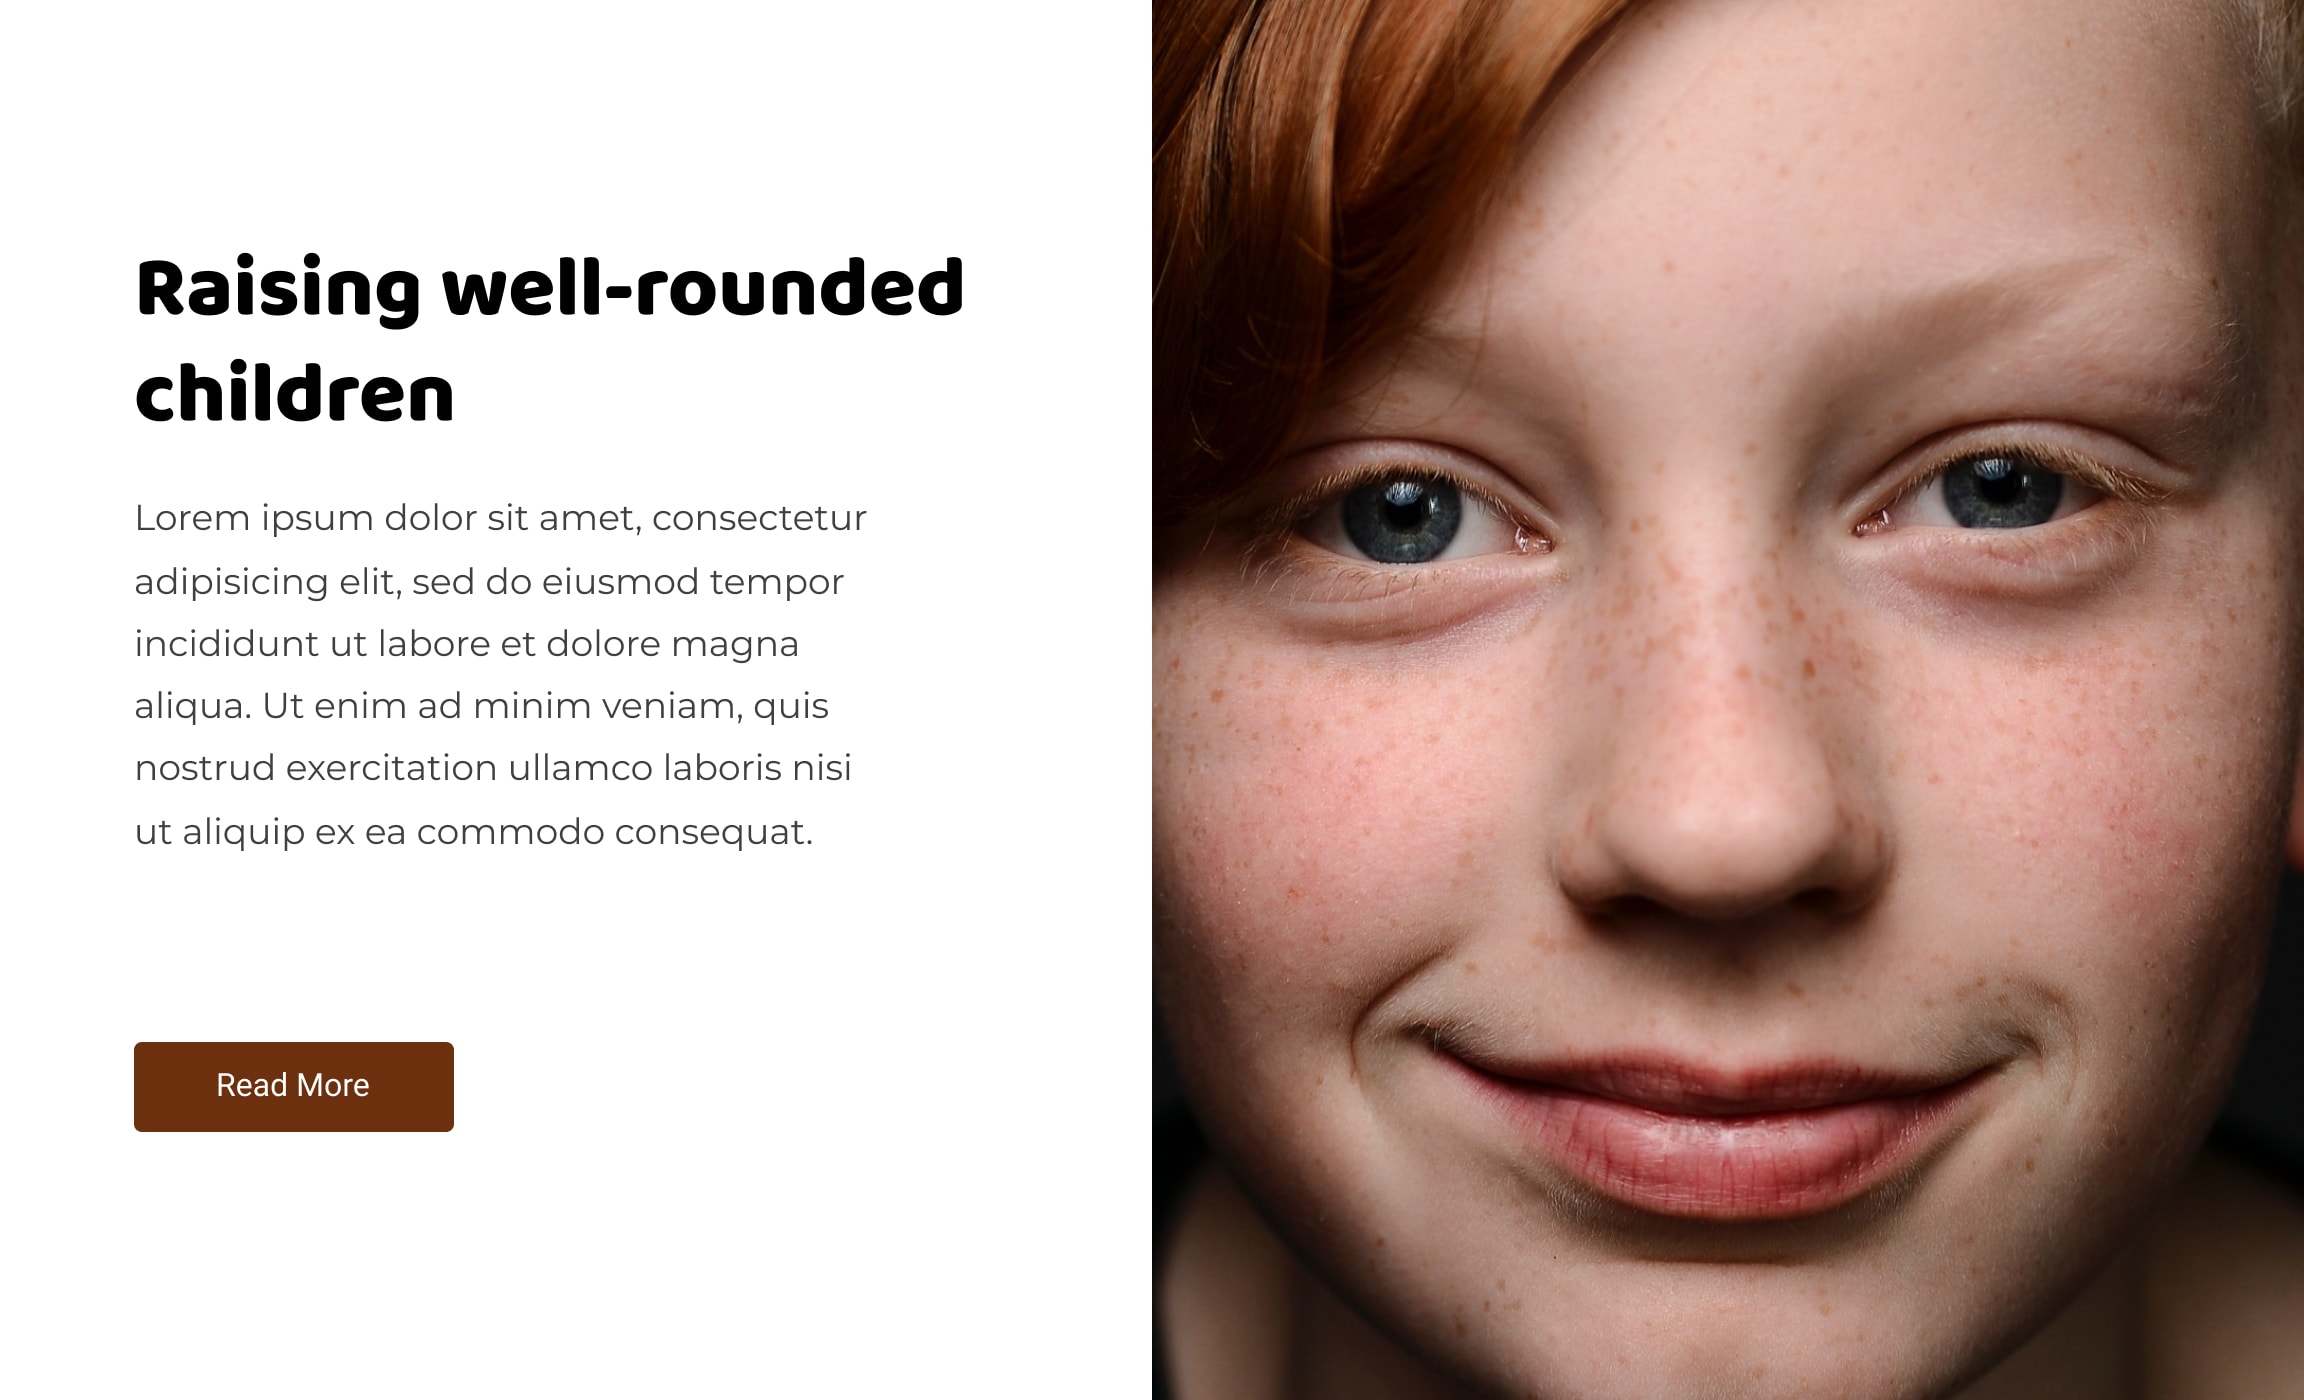 Raising well-rounded
children
Lorem ipsum dolor sit amet, consectetur
adipisicing elit, sed do eiusmod tempor
incididunt ut labore et dolore magna
aliqua. Ut enim ad minim veniam, quis
nostrud exercitation ullamco laboris nisi
ut aliquip ex ea commodo consequat.
Read More